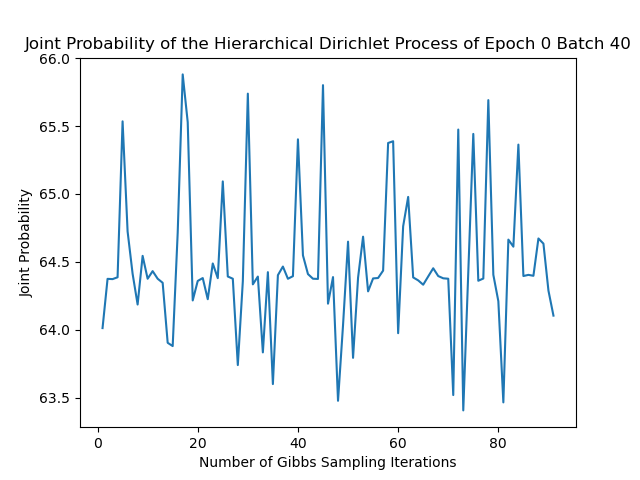 Joint Probability of the Hierarchical Dirichlet Process of Epoch 0 Batch 40
66.0
65.5
65.0
64.5
64.0
63.5
Joint Probability
0 20 40 60 80
Number of Gibbs Sampling Iterations